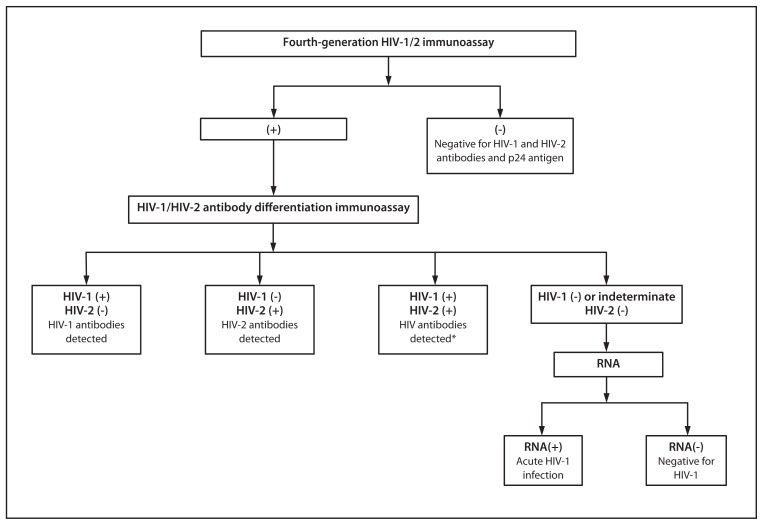 Fourth-generation HIV-1/2 immunoassay
(+)
(-)
Negative for HIV-1 and HIV-2
antibodies and p24 antigen
HIV-1/HIV-2 antibody differentiation immunoassay
HIV-1 (+)
HIV-2 (-)
HIV-1 antibodies
detected
HIV-1 (-)
HIV-2 (+)
HIV-2 antibodies
detected
HIV-1 (+)
HIV-2 (+)
HIV antibodies
detected*
HIV-1 (-) or indeterminate
HIV-2 (-)
RNA
RNA(+)
Acute HIV-1
infection
RNA(-)
Negative for
HIV-1